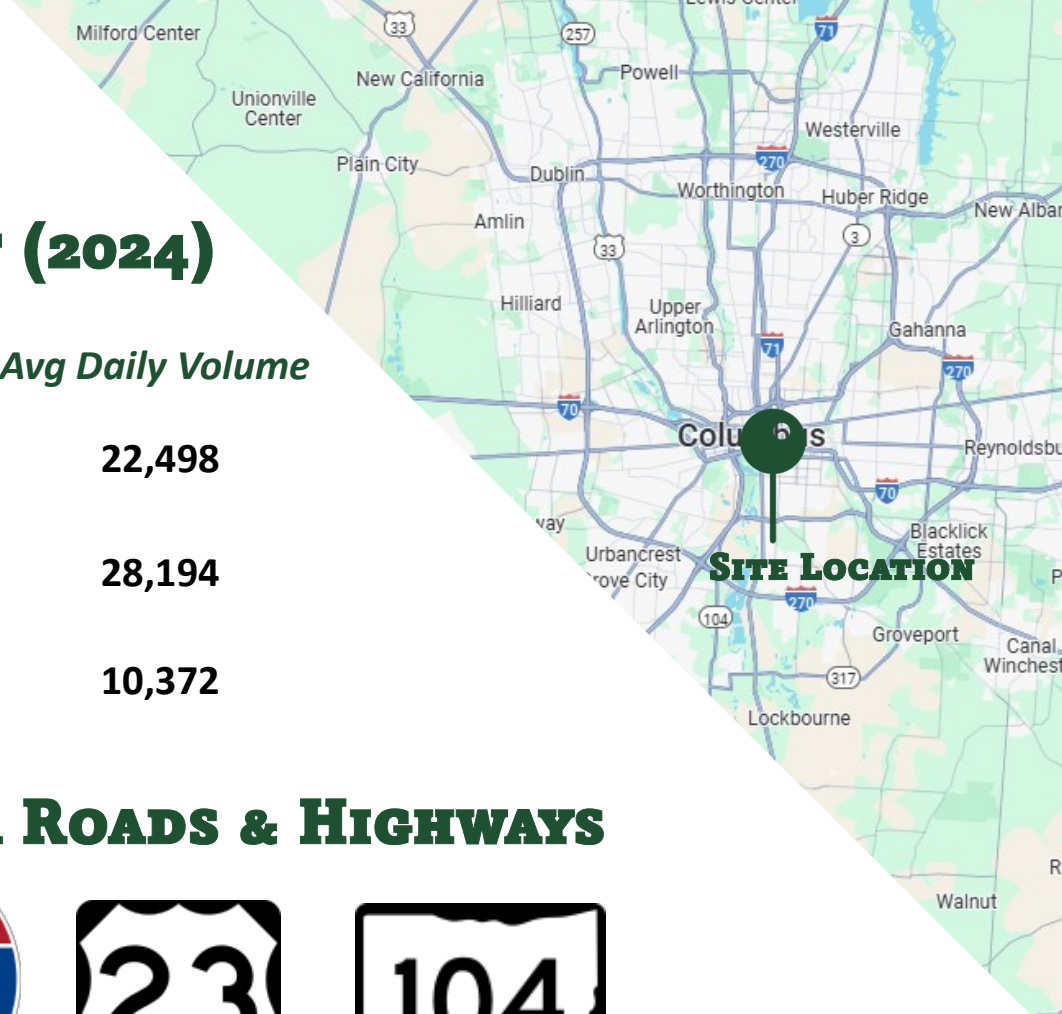 (2024)
Avg Daily Volume
22,498
28,194
10,372
Roads & Highways
23
104
Milford Center
33
257
71
New California
Powell
Unionville
Center
Westerville
Plain City
270
Dublin
Worthington
Huber Ridge
Amlin
3
33
Hilliard
Upper
Arlington
71
Gahanna
270
70
70
Blacklick
Estates
Urbancrest
Site Location
270
104
Groveport
Canal
317
Lockbourne
Walnut